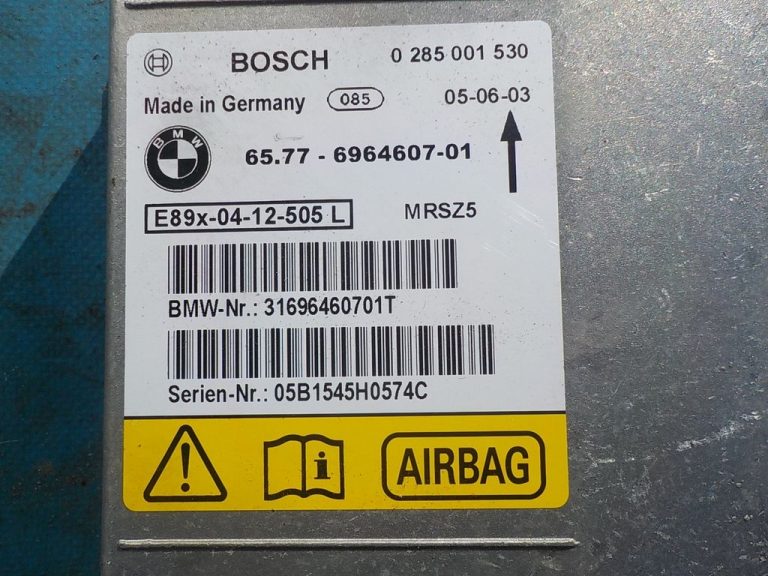 BOSCH 0 285 001 530
Made in Germany 085 05-06-03
BMW
65.77 - 6964607-01
E89x-04-12-505 L MRSZ5
BMW-Nr.: 31696460701T
Serien-Nr.: 05B1545H0574C
i AIRBAG